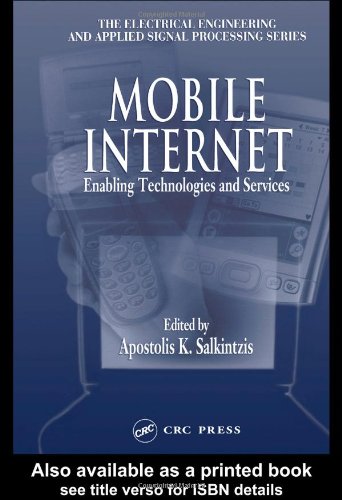 THE ELECTRICAL ENGINEERING
AND APPLIED SIGNAL PROCESSING SERIES
MOBILE
INTERNET
Enabling Technologies and Services
Edited by
Apostolis K. Salkintzis
CRC
CRC PRESS
Also available as a printed book
see title verso for ISBN details